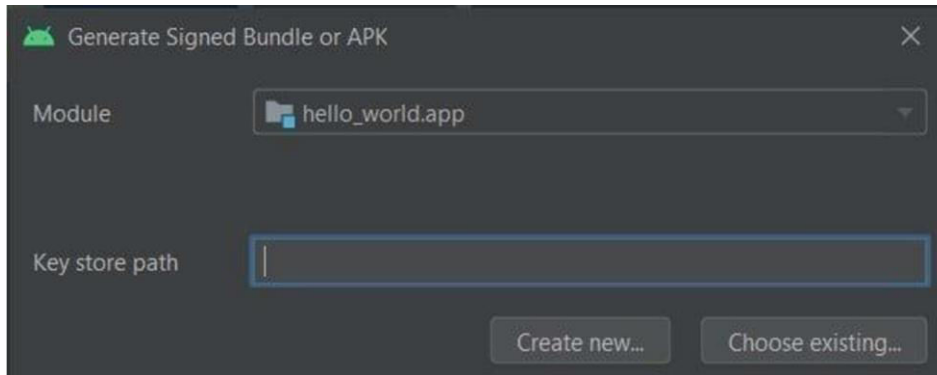 Generate Signed Bundle or APK
Module hello_world.app
Key store path
Create new... Choose existing...